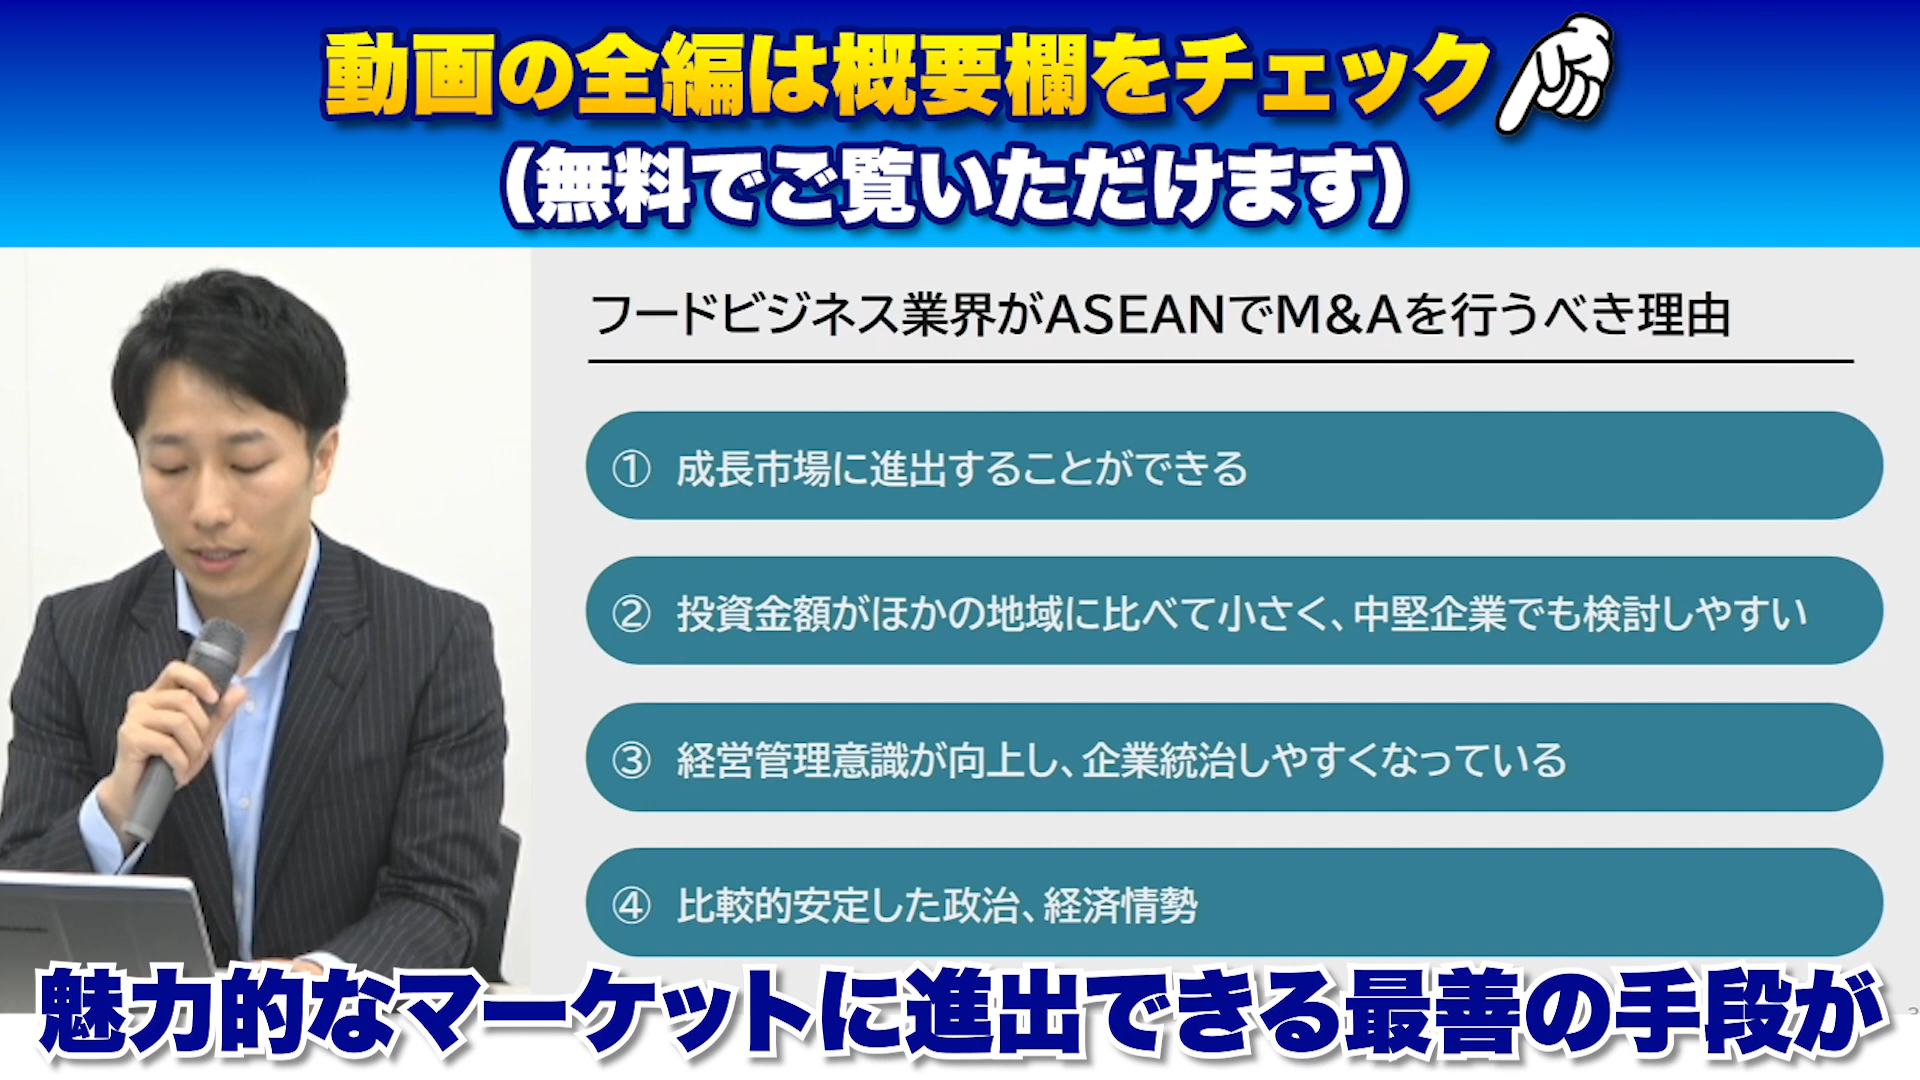 動画の全編は概要欄をチェック
(無料でご覧いただけます)
フードビジネス業界がASEANでM&Aを行うべき理由
① 成長市場に進出することができる
② 投資金額がほかの地域に比べて小さく、中堅企業でも検討しやすい
③ 経営管理意識が向上し、企業統治しやすくなっている
④ 比較的安定した政治、経済情勢
魅力的なマーケットに進出できる最善の手段が